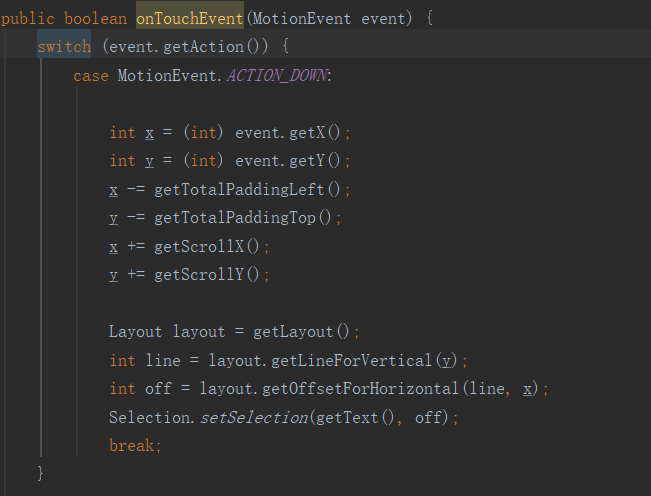 public boolean onTouchEvent(MotionEvent event) {
switch (event.getAction()) {
case MotionEvent.ACTION_DOWN:
int x = (int) event.getX();
int y = (int) event.getY();
x -= getTotalPaddingLeft();
y -= getTotalPaddingTop();
x += getScrollX();
y += getScrollY();
Layout layout = getLayout();
int line = layout.getLineForVertical(y);
int off = layout.getOffsetForHorizontal(line, x);
Selection.setSelection(getText(), off);
break;
}